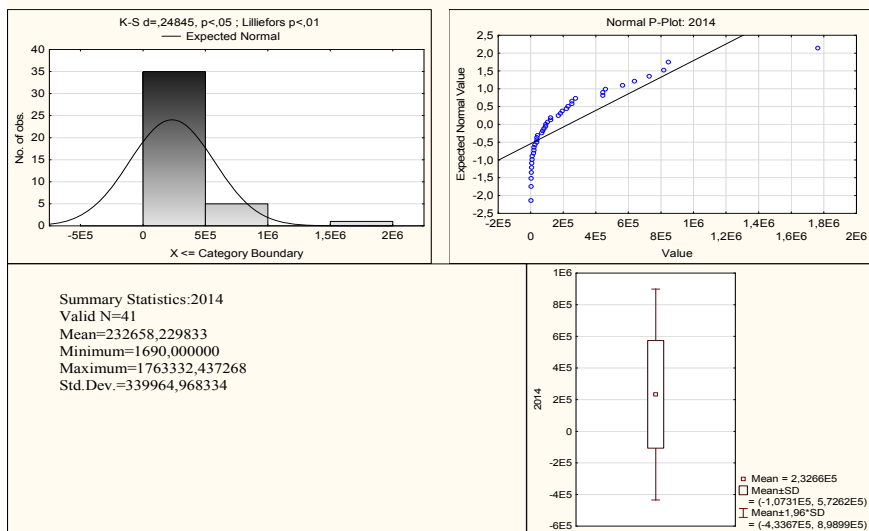 K-S d=,24845, p<,05 ; Lilliefors p<,01
Expected Normal
40
35
30
25
20
15
10
5
0
No. of obs.
-5E5
0
5E5
1E6
1,5E6
2E6
X <= Category Boundary
Normal P-Plot: 2014
2,5
2,0
1,5
1,0
0,5
0,0
-0,5
-1,0
-1,5
-2,0
-2,5
Expected Normal Value
-2E5
0
2E5
4E5
6E5
8E5
1E6
1,2E6
1,4E6
1,6E6
1,8E6
2E6
Value
Summary Statistics:2014
Valid N=41
Mean=232658,229833
Minimum=1690,000000
Maximum=1763332,437268
Std.Dev.=339964,968334
1E6
8E5
6E5
4E5
2E5
0
-2E5
-4E5
-6E5
2014
Mean = 2,3266E5
Mean±SD
= (-1,0731E5, 5,7262E5)
Mean±1,96*SD
= (-4,3367E5, 8,9899E5)